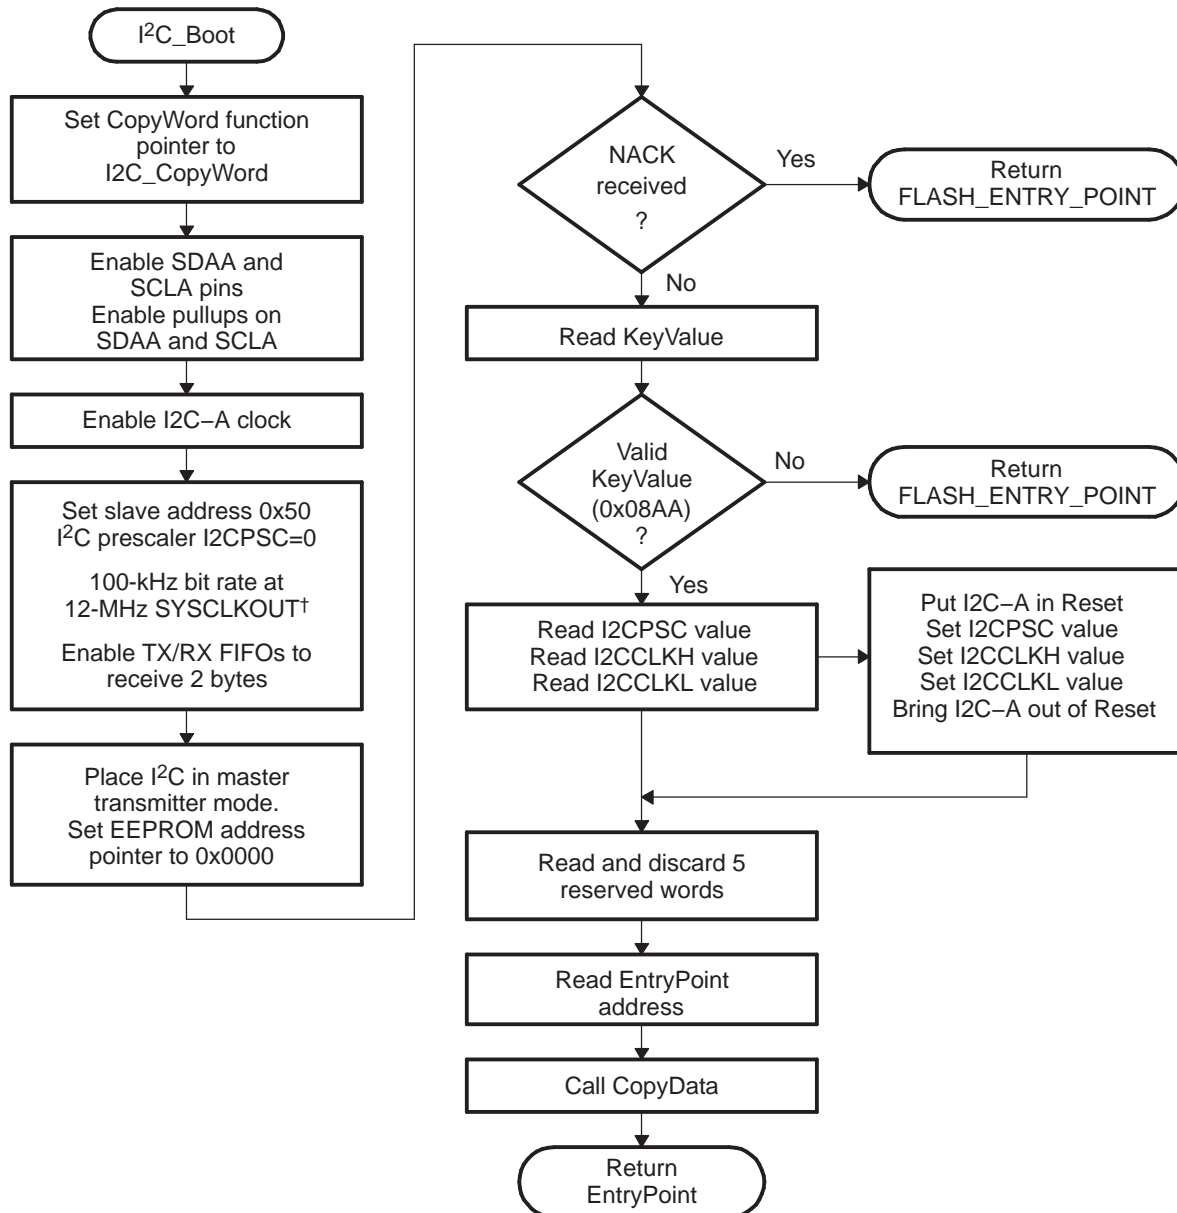 I²C_Boot
Set CopyWord function
pointer to
I2C_CopyWord
Enable SDAA and
SCLA pins
Enable pullups on
SDAA and SCLA
Enable I2C−A clock
Set slave address 0x50
I²C prescaler I2CPSC=0
100-kHz bit rate at
12-MHz SYSCLKOUT†
Enable TX/RX FIFOs to
receive 2 bytes
Place I²C in master
transmitter mode.
Set EEPROM address
pointer to 0x0000
NACK
received
?
Yes
Return
FLASH_ENTRY_POINT
No
Read KeyValue
Valid
KeyValue
(0x08AA)
?
No
Return
FLASH_ENTRY_POINT
Yes
Read I2CPSC value
Read I2CCLKH value
Read I2CCLKL value
Put I2C−A in Reset
Set I2CPSC value
Set I2CCLKH value
Set I2CCLKL value
Bring I2C−A out of Reset
Read and discard 5
reserved words
Read EntryPoint
address
Call CopyData
Return
EntryPoint